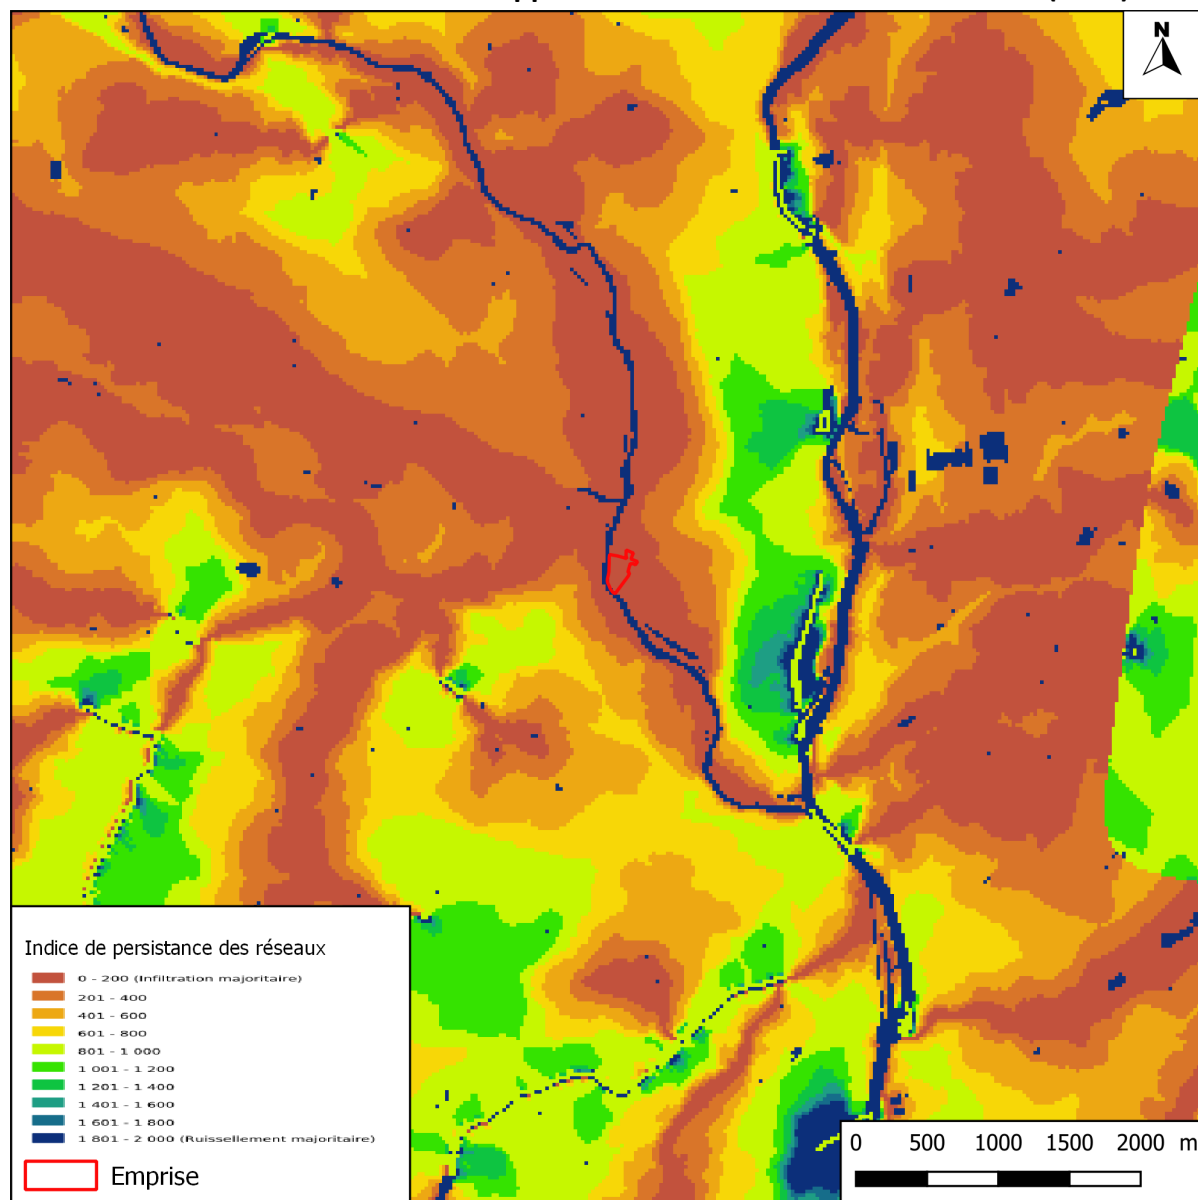 N
Indice de persistance des réseaux
0 - 200 (Infiltration majoritaire)
201 - 400
401 - 600
601 - 800
801 - 1 000
1 001 - 1 200
1 201 - 1 400
1 401 - 1 600
1 601 - 1 800
1 801 - 2 000 (Ruissellement majoritaire)
Emprise
0 500 1000 1500 2000 m